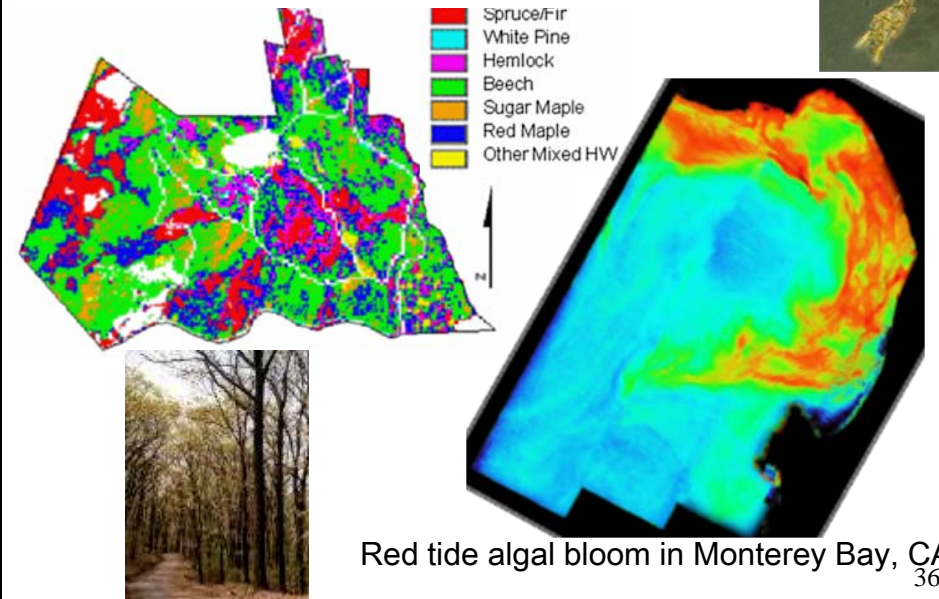 Spruce/Fir
White Pine
Hemlock
Beech
Sugar Maple
Red Maple
Other Mixed HW
N
Red tide algal bloom in Monterey Bay, CA
36